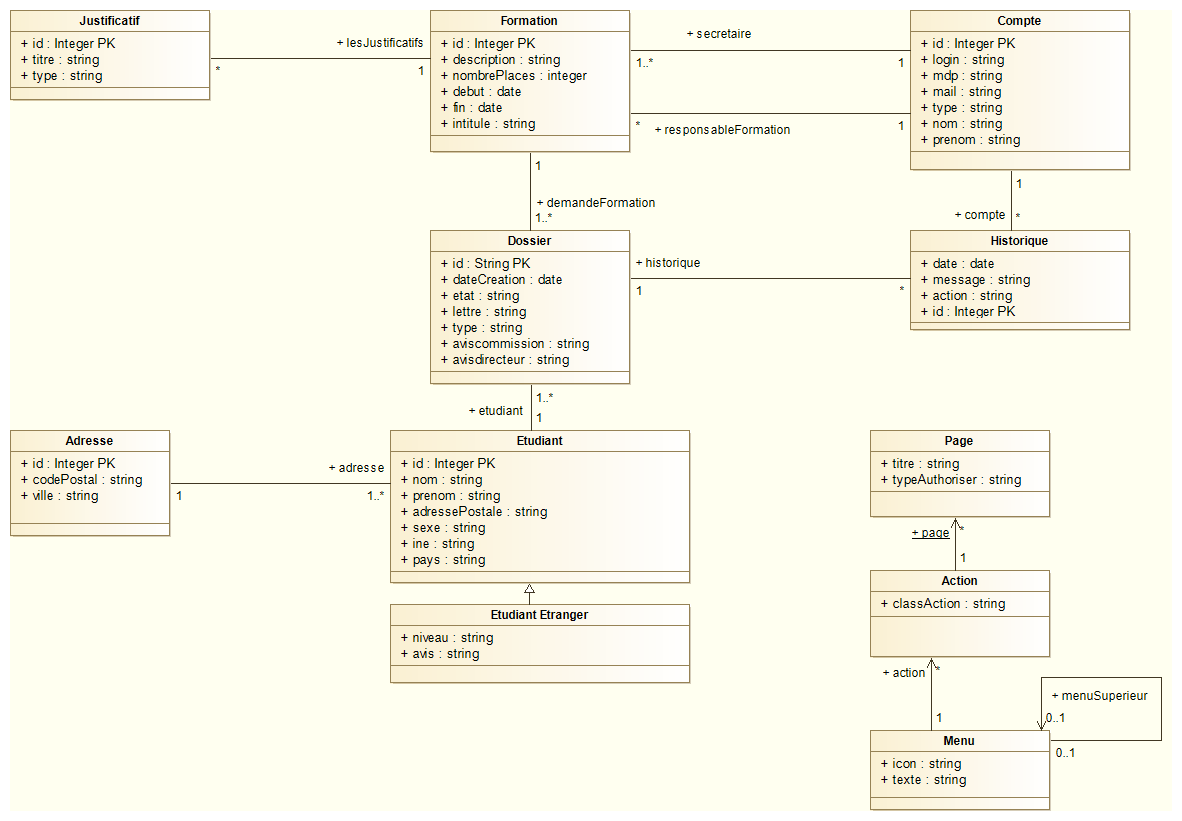 Justificatif
+ id : Integer PK
+ titre : string
+ type : string
*
+ lesJustificatifs
1
Formation
+ id : Integer PK
+ description : string
+ nombrePlaces : integer
+ debut : date
+ fin : date
+ intitule : string
+ secretaire
1..*
1
*
+ responsableFormation
1
Compte
+ id : Integer PK
+ login : string
+ mdp : string
+ mail : string
+ type : string
+ nom : string
+ prenom : string
1
+ demandeFormation
1..*
1
+ compte
*
Dossier
+ id : String PK
+ dateCreation : date
+ etat : string
+ lettre : string
+ type : string
+ aviscommission : string
+ avisdirecteur : string
+ historique
1
*
Historique
+ date : date
+ message : string
+ action : string
+ id : Integer PK
1..*
+ etudiant
1
Adresse
+ id : Integer PK
+ codePostal : string
+ ville : string
+ adresse
1
1..*
Etudiant
+ id : Integer PK
+ nom : string
+ prenom : string
+ adressePostale : string
+ sexe : string
+ ine : string
+ pays : string
Etudiant Etranger
+ niveau : string
+ avis : string
Page
+ titre : string
+ typeAuthoriser : string
+ page
*
1
Action
+ classAction : string
+ action
*
1
+ menuSuperieur
0..1
0..1
Menu
+ icon : string
+ texte : string